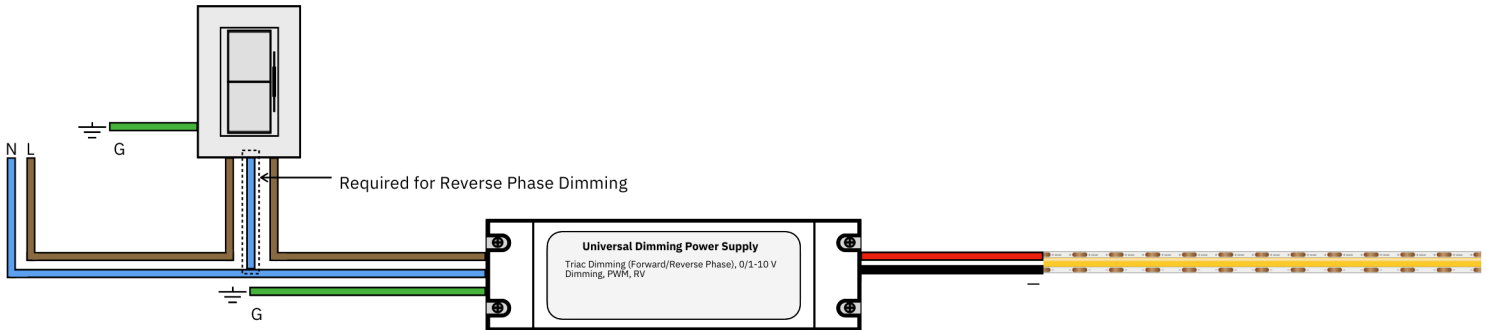 G
N L
Required for Reverse Phase Dimming
Universal Dimming Power Supply
Triac Dimming (Forward/Reverse Phase), 0/1-10 V
Dimming, PWM, RV
G